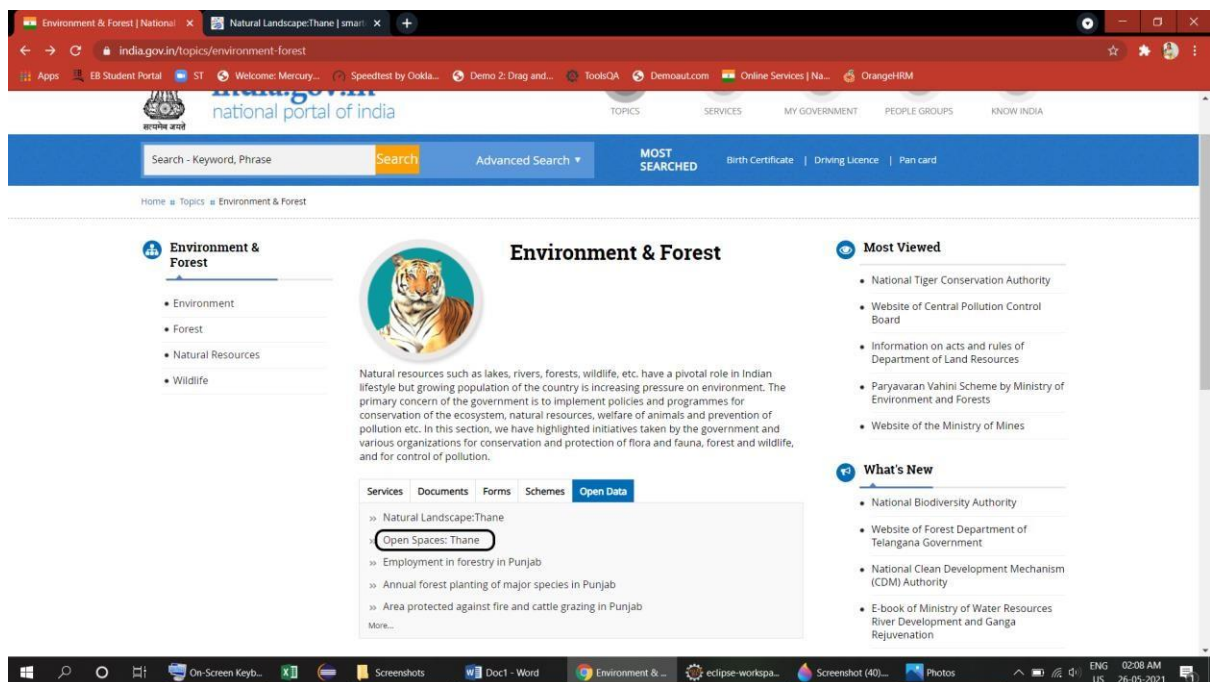 Environment & Forest | National
Natural Landscape:Thane | smart
india.gov.in/topics/environment-forest
Apps EB Student Portal ST Welcome: Mercury... Speedtest by Ookla... Demo 2: Drag and... ToolsQA Demoaut.com Online Services | Na... OrangeHRM
india.gov.in
सत्यमेव जयते
national portal of india
TOPICS SERVICES MY GOVERNMENT PEOPLE GROUPS KNOW INDIA
Search - Keyword, Phrase Search Advanced Search MOST SEARCHED Birth Certificate | Driving Licence | Pan card
Home Topics Environment & Forest
Environment &
Forest
• Environment
• Forest
• Natural Resources
• Wildlife
Environment & Forest
Natural resources such as lakes, rivers, forests, wildlife, etc. have a pivotal role in Indian
lifestyle but growing population of the country is increasing pressure on environment. The
primary concern of the government is to implement policies and programmes for
conservation of the ecosystem, natural resources, welfare of animals and prevention of
pollution etc. In this section, we have highlighted initiatives taken by the government and
various organizations for conservation and protection of flora and fauna, forest and wildlife,
and for control of pollution.
Services Documents Forms Schemes Open Data
» Natural Landscape:Thane
» Open Spaces: Thane
» Employment in forestry in Punjab
» Annual forest planting of major species in Punjab
» Area protected against fire and cattle grazing in Punjab
More...
Most Viewed
• National Tiger Conservation Authority
• Website of Central Pollution Control
Board
• Information on acts and rules of
Department of Land Resources
• Paryavaran Vahini Scheme by Ministry of
Environment and Forests
• Website of the Ministry of Mines
What's New
• National Biodiversity Authority
• Website of Forest Department of
Telangana Government
• National Clean Development Mechanism
(CDM) Authority
• E-book of Ministry of Water Resources
River Development and Ganga
Rejuvenation
On-Screen Keyb... Screenshots Doc1 - Word Environment & ... eclipse-workspa... Screenshot (40)... Photos ENG 02:08 AM
US 26-05-2021